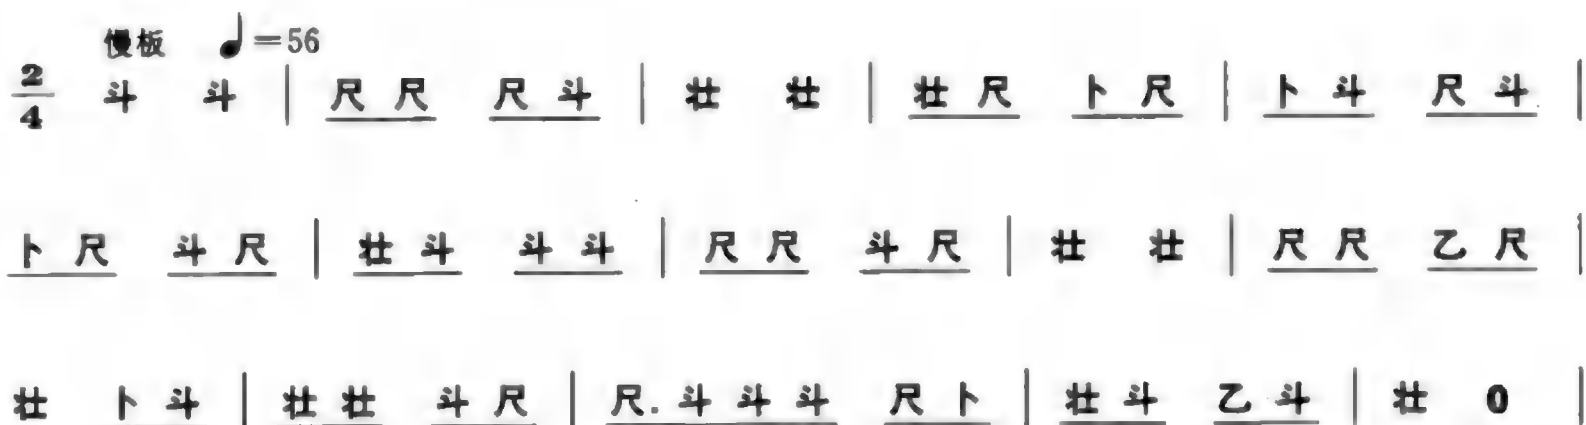 慢板 ♩=56
2/4 斗 斗 | 尺尺 尺斗 | 壮 壮 | 壮尺 卜尺 | 卜斗 尺斗 |
卜尺 斗尺 | 壮斗 斗斗 | 尺尺 斗尺 | 壮 壮 | 尺尺 乙尺 |
壮 卜斗 | 壮壮 斗尺 | 尺.斗斗斗 尺卜 | 壮斗 乙斗 | 壮 0 |